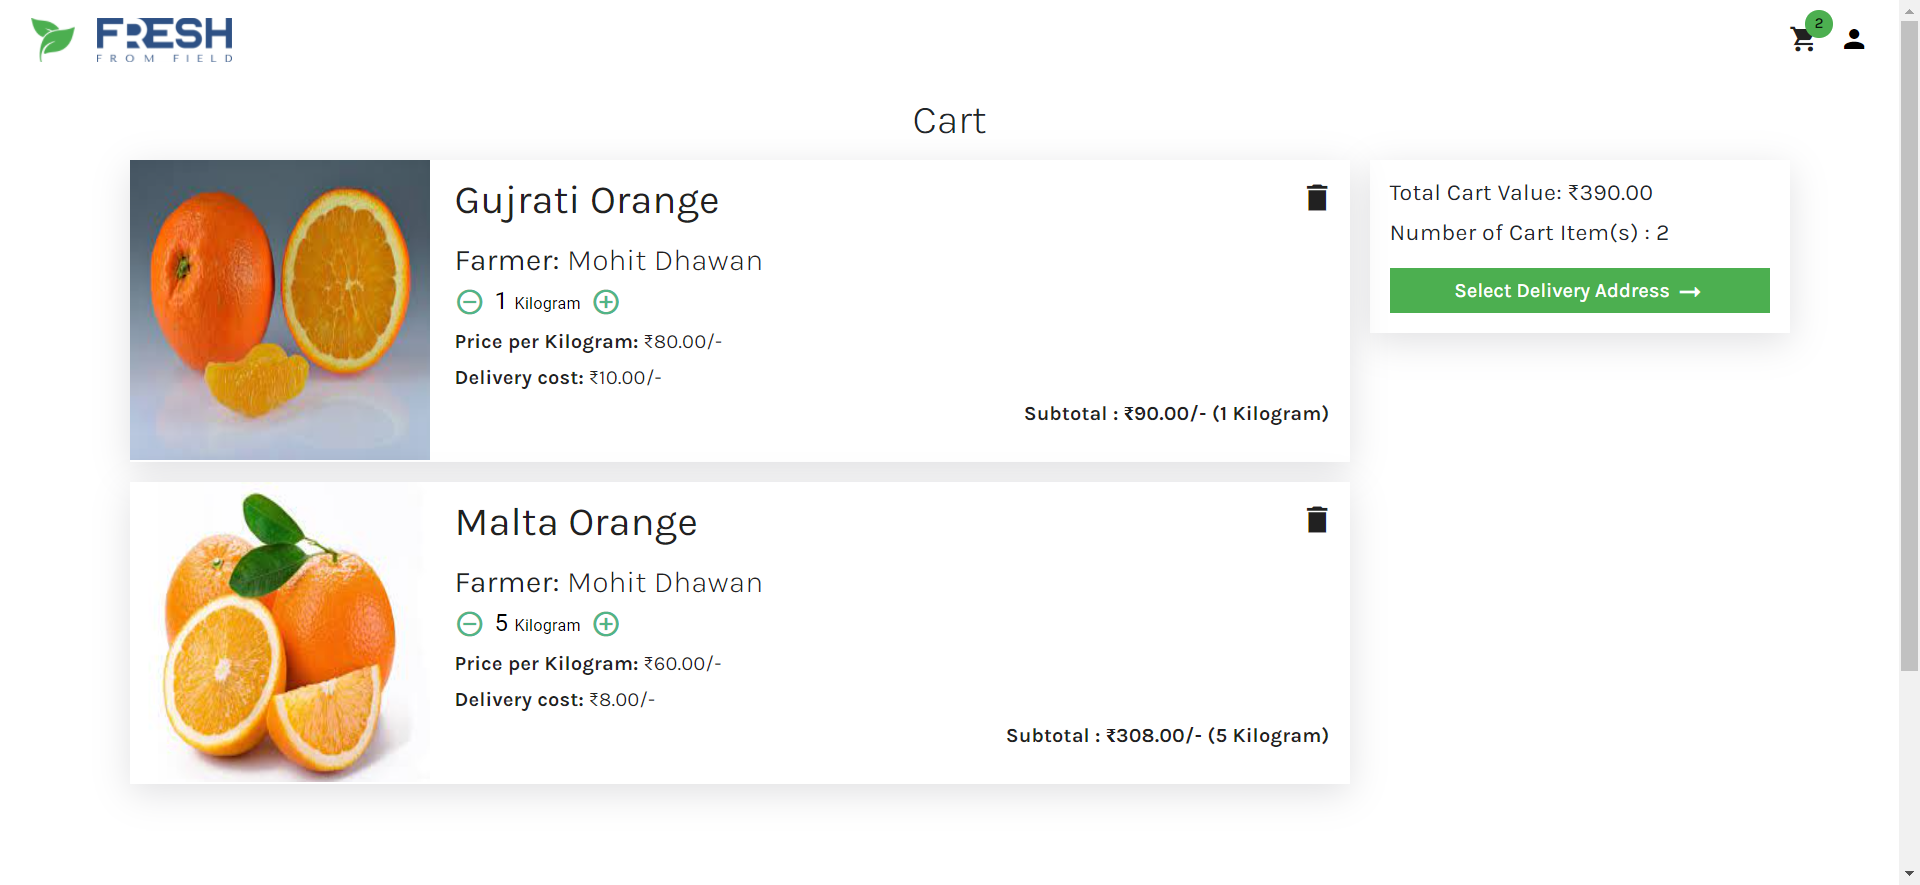 FRESH
FROM FIELD
2
Cart
Gujrati Orange
Farmer: Mohit Dhawan
1 Kilogram
Price per Kilogram: ₹80.00/-
Delivery cost: ₹10.00/-
Subtotal : ₹90.00/- (1 Kilogram)
Malta Orange
Farmer: Mohit Dhawan
5 Kilogram
Price per Kilogram: ₹60.00/-
Delivery cost: ₹8.00/-
Subtotal : ₹308.00/- (5 Kilogram)
Total Cart Value: ₹390.00
Number of Cart Item(s) : 2
Select Delivery Address →